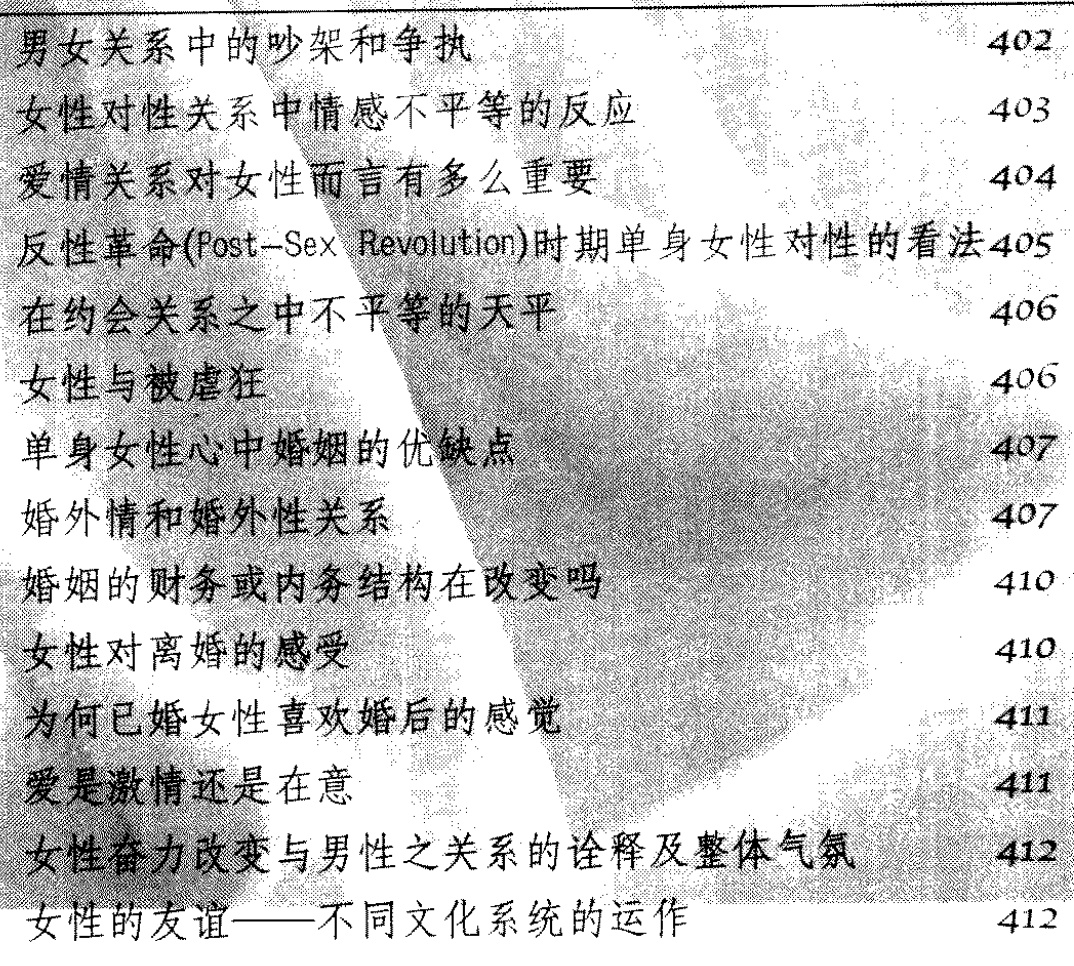 男女关系中的吵架和争执 402
女性对性关系中情感不平等的反应 403
爱情关系对女性而言有多么重要 404
反性革命(Post—Sex Revolution)时期单身女性对性的看法 405
在约会关系之中不平等的天平 406
女性与被虐狂 406
单身女性心中婚姻的优缺点 407
婚外情和婚外性关系 407
婚姻的财务或内务结构在改变吗 410
女性对离婚的感受 410
为何已婚女性喜欢婚后的感觉 411
爱是激情还是在意 411
女性奋力改变与男性之关系的诠释及整体气氛 412
女性的友谊——不同文化系统的运作 412